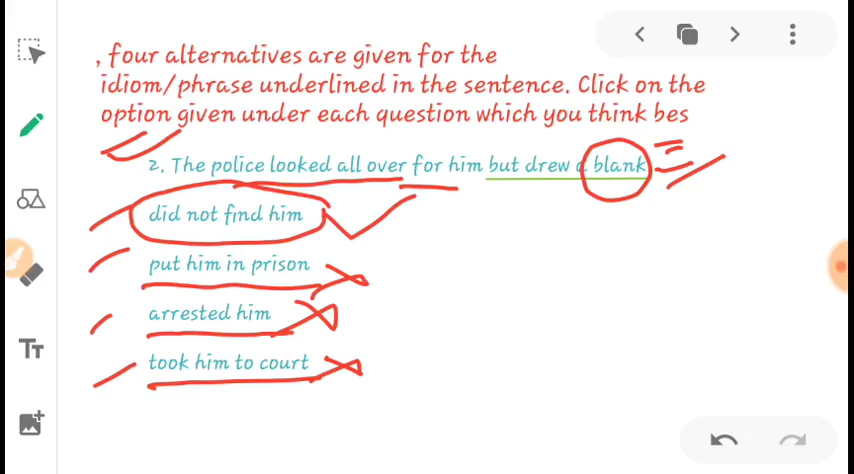 , four alternatives are given for the
idiom/phrase underlined in the sentence. Click on the
option given under each question which you think bes
2. The police looked all over for him but drew a blank
did not find him
put him in prison
arrested him
took him to court
TT